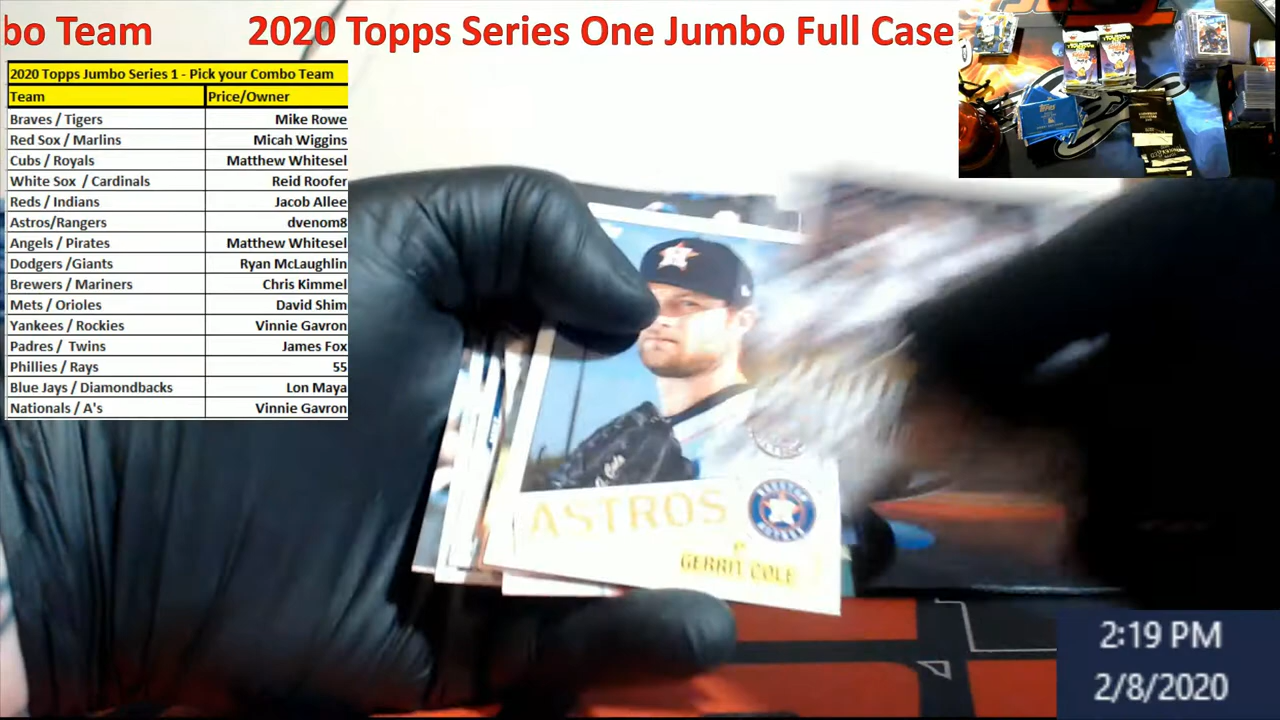 bo Team 2020 Topps Series One Jumbo Full Case
2020 Topps Jumbo Series 1 - Pick your Combo Team
Team Price/Owner
Braves / Tigers Mike Rowe
Red Sox / Marlins Micah Wiggins
Cubs / Royals Matthew Whitesel
White Sox / Cardinals Reid Roofer
Reds / Indians Jacob Allee
Astros/Rangers dvenom8
Angels / Pirates Matthew Whitesel
Dodgers /Giants Ryan McLaughlin
Brewers / Mariners Chris Kimmel
Mets / Orioles David Shim
Yankees / Rockies Vinnie Gavron
Padres / Twins James Fox
Phillies / Rays 55
Blue Jays / Diamondbacks Lon Maya
Nationals / A's Vinnie Gavron
ASTROS
P
GERRIT COLE
2:19 PM
2/8/2020